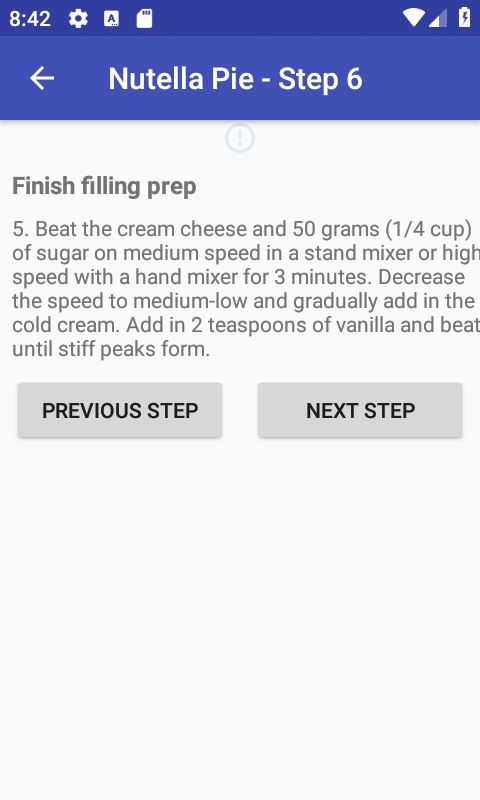 8:42
Nutella Pie - Step 6
Finish filling prep
5. Beat the cream cheese and 50 grams (1/4 cup)
of sugar on medium speed in a stand mixer or high
speed with a hand mixer for 3 minutes. Decrease
the speed to medium-low and gradually add in the
cold cream. Add in 2 teaspoons of vanilla and beat
until stiff peaks form.
PREVIOUS STEP
NEXT STEP